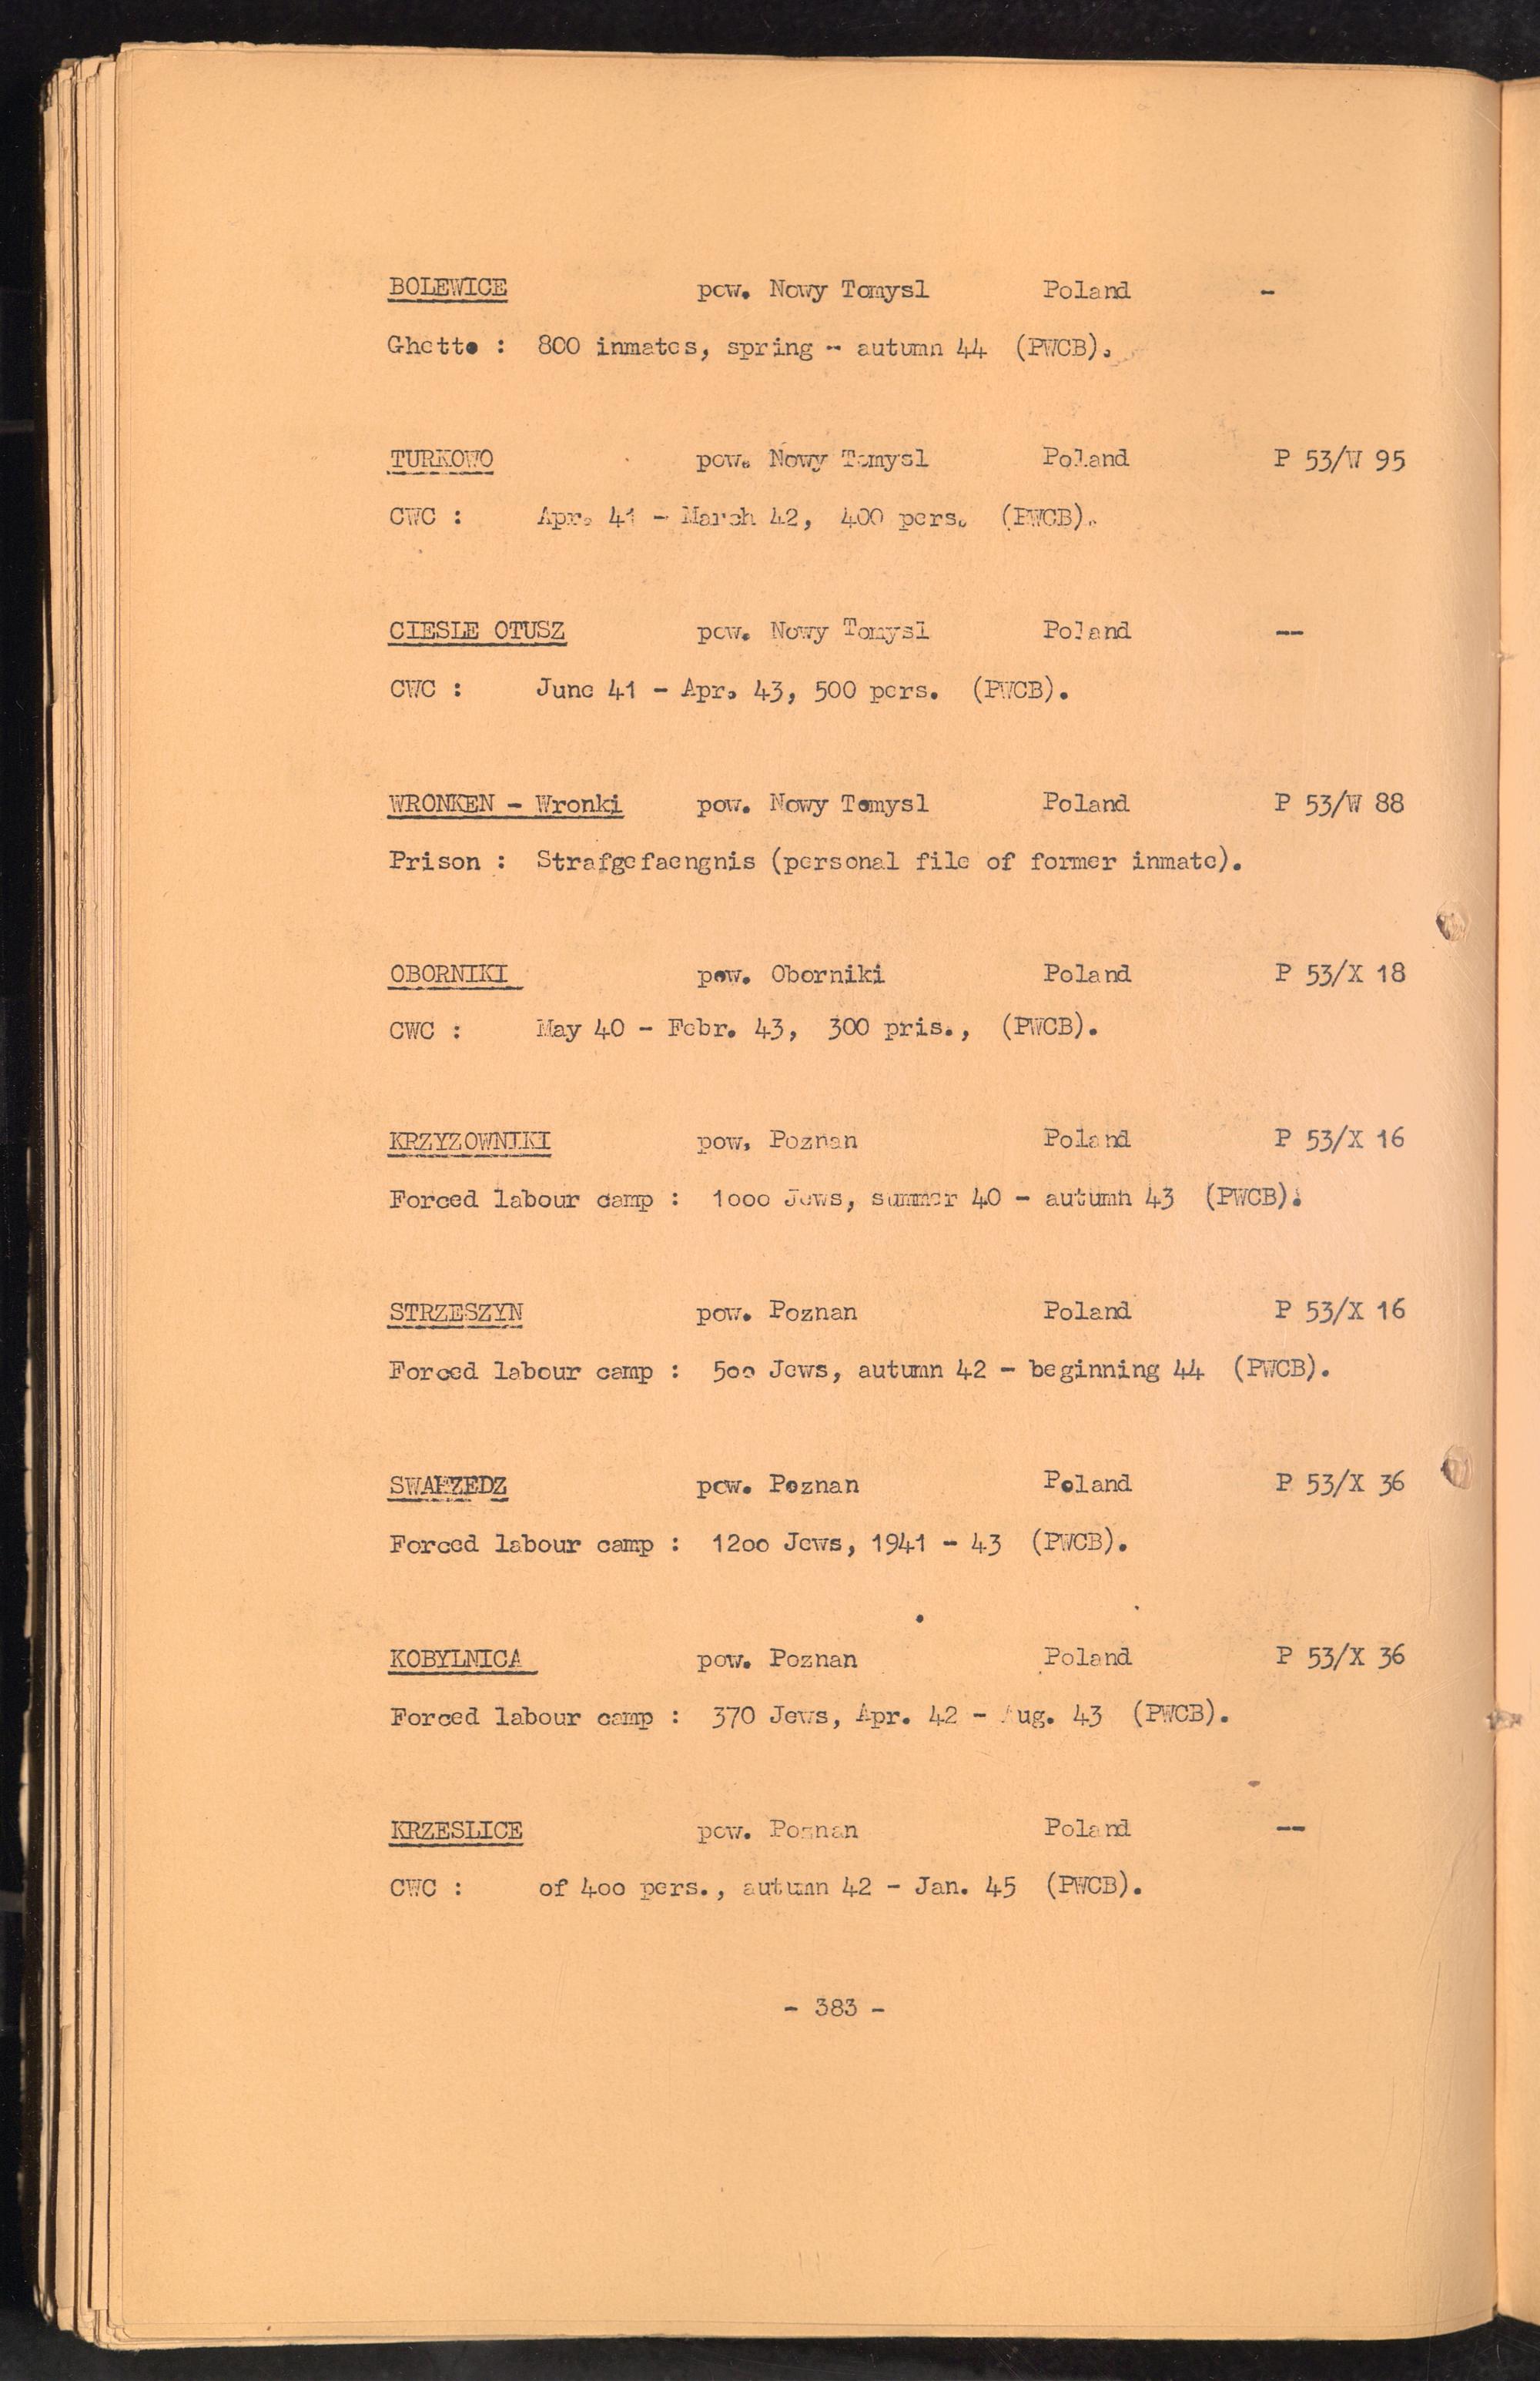 BOLEWICE pow. Nowy Tomysl Poland -
Ghetto : 800 inmates, spring - autumn 44 (PWCB).
TURKOWO pow. Nowy Tomysl Poland P 53/W 95
CWC : Apr. 41 - March 42, 400 pers. (PWCB).
CIESLE OTUSZ pow. Nowy Tomysl Poland --
CWC : June 41 - Apr. 43, 500 pers. (PWCB).
WRONKEN - Wronki pow. Nowy Tomysl Poland P 53/W 88
Prison : Strafgefaengnis (personal file of former inmate).
OBORNIKI pow. Oborniki Poland P 53/X 18
CWC : May 40 - Febr. 43, 300 pris., (PWCB).
KRZYZOWNIKI pow. Poznan Poland P 53/X 16
Forced labour camp : 1000 Jews, summer 40 - autumn 43 (PWCB).
STRZESZYN pow. Poznan Poland P 53/X 16
Forced labour camp : 500 Jews, autumn 42 - beginning 44 (PWCB).
SWARZEDZ pow. Poznan Poland P 53/X 36
Forced labour camp : 1200 Jews, 1941 - 43 (PWCB).
KOBYLNICA pow. Poznan Poland P 53/X 36
Forced labour camp : 370 Jews, Apr. 42 - Aug. 43 (PWCB).
KRZESLICE pow. Poznan Poland --
CWC : of 400 pers., autumn 42 - Jan. 45 (PWCB).
- 383 -